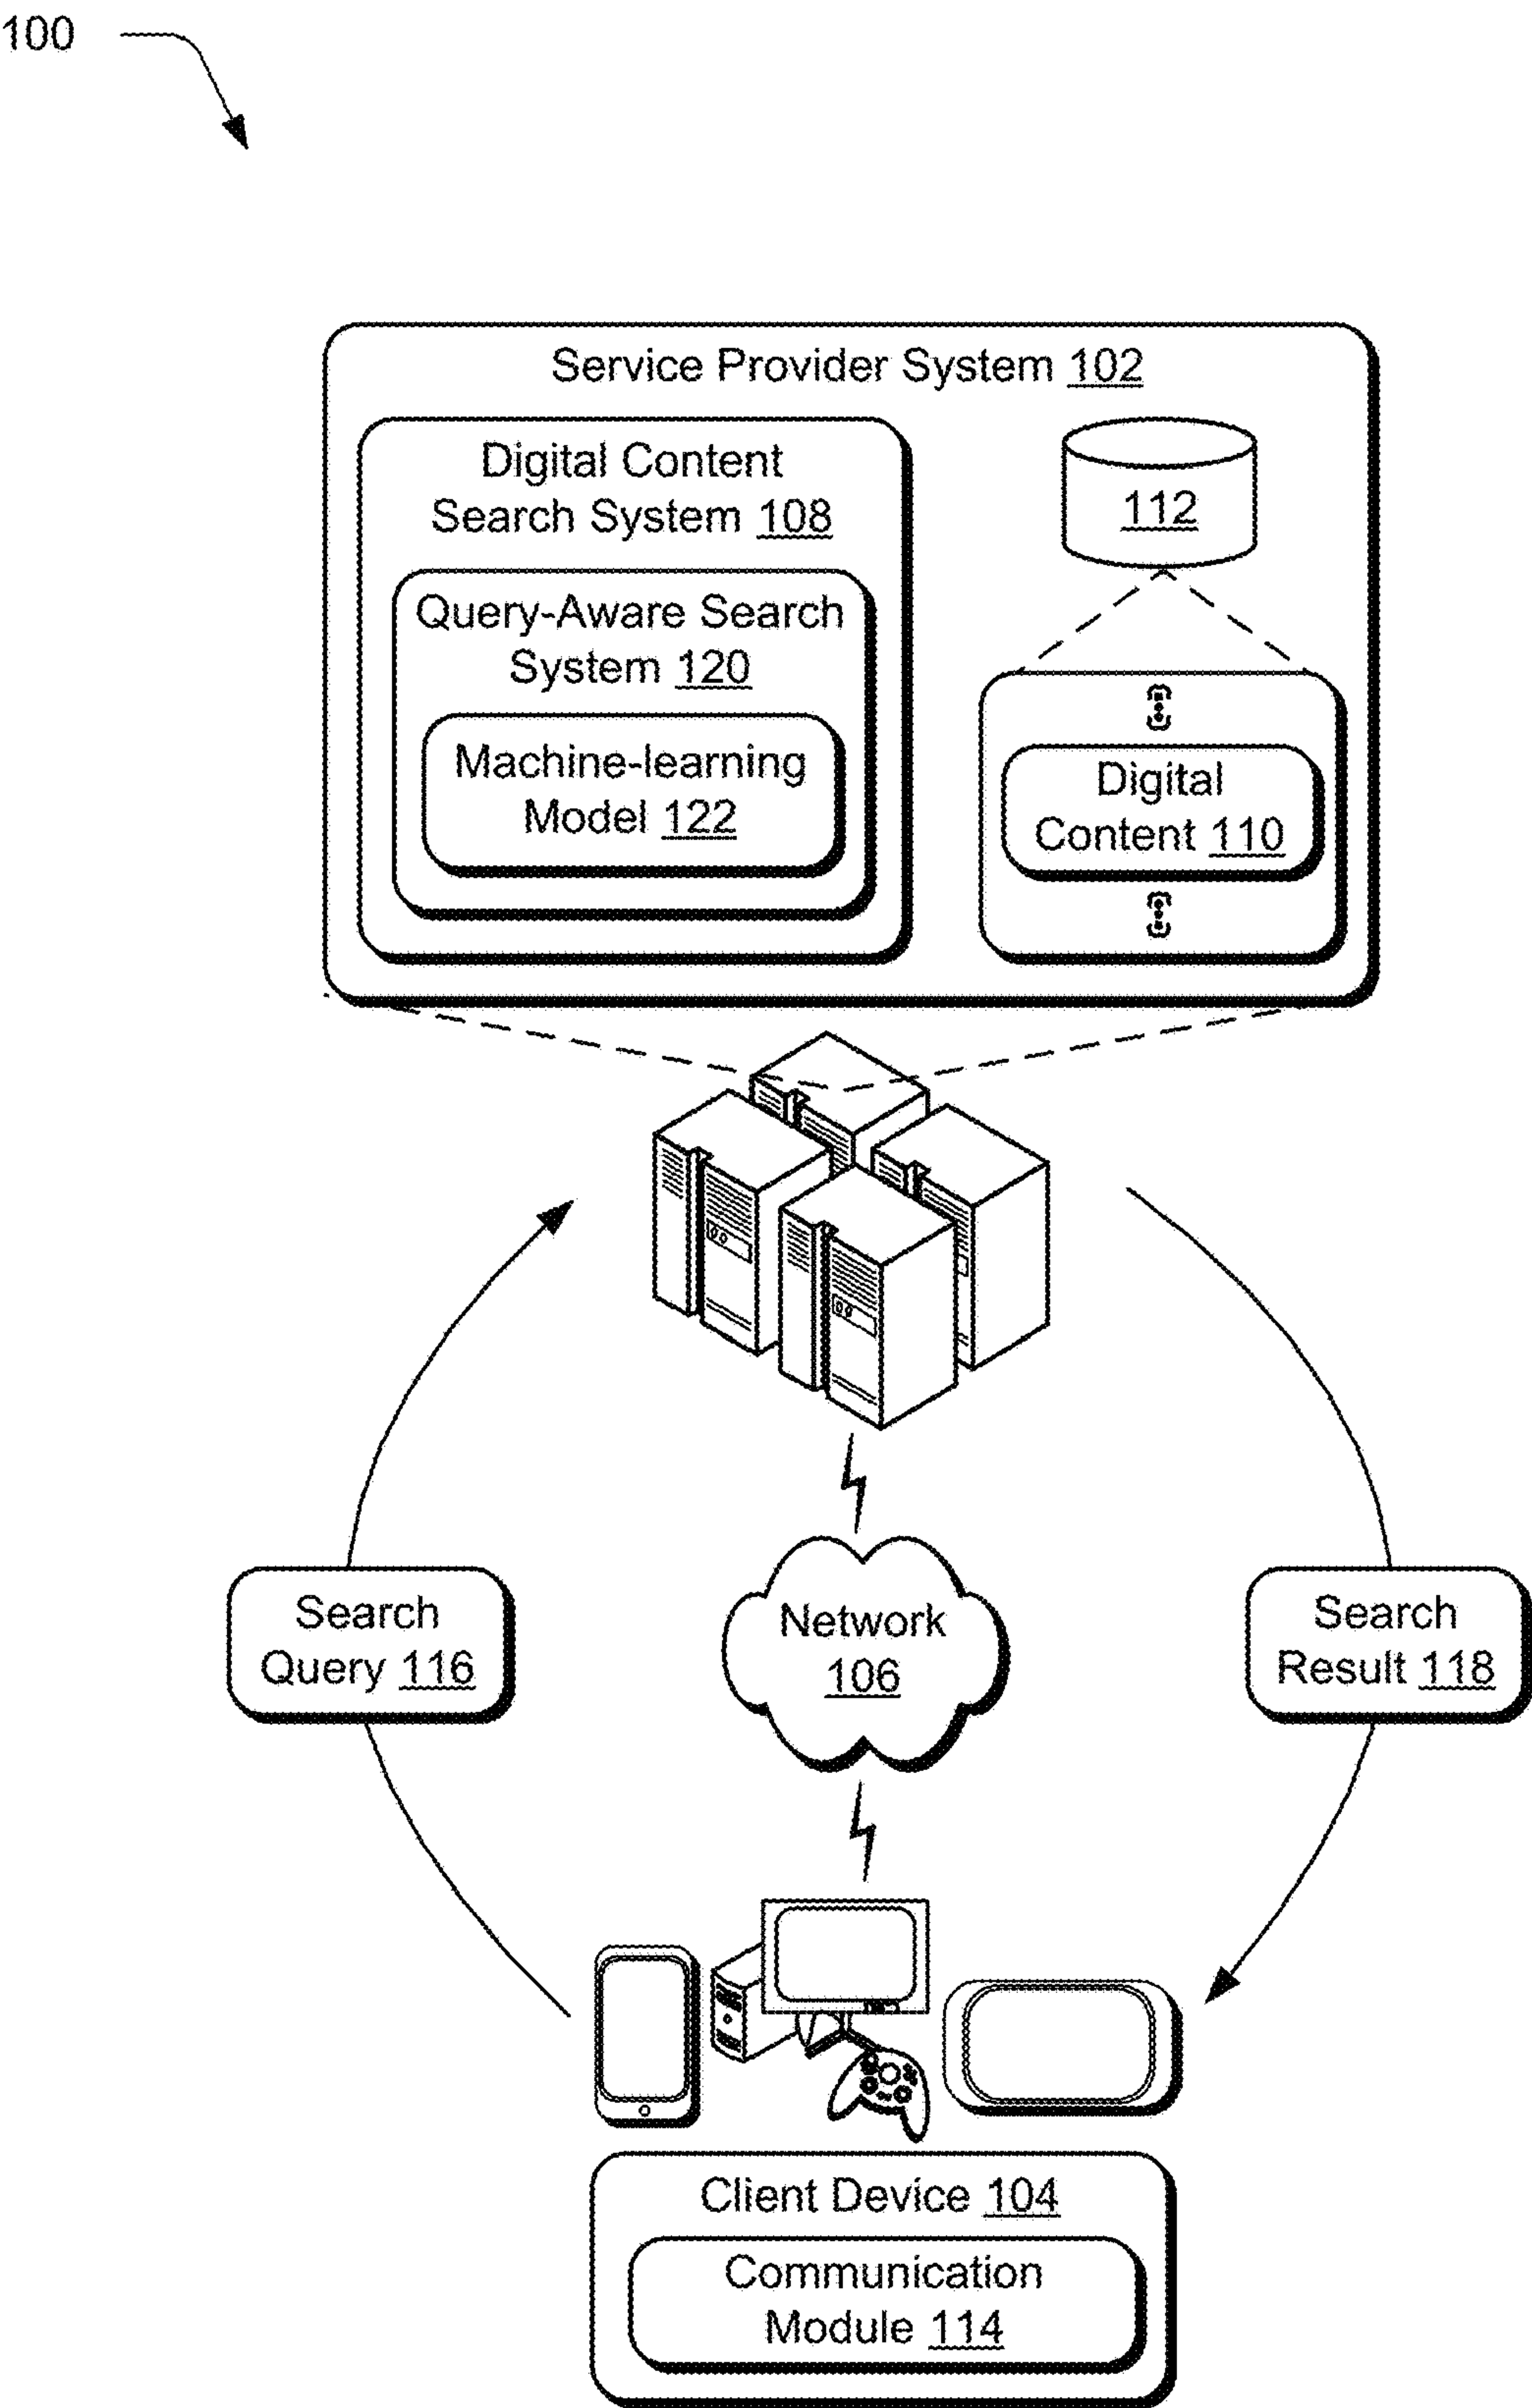 100
Service Provider System 102
Digital Content
Search System 108
112
Query-Aware Search
System 120
Machine-learning
Model 122
Digital
Content 110
Search
Query 116
Network
106
Search
Result 118
Client Device 104
Communication
Module 114